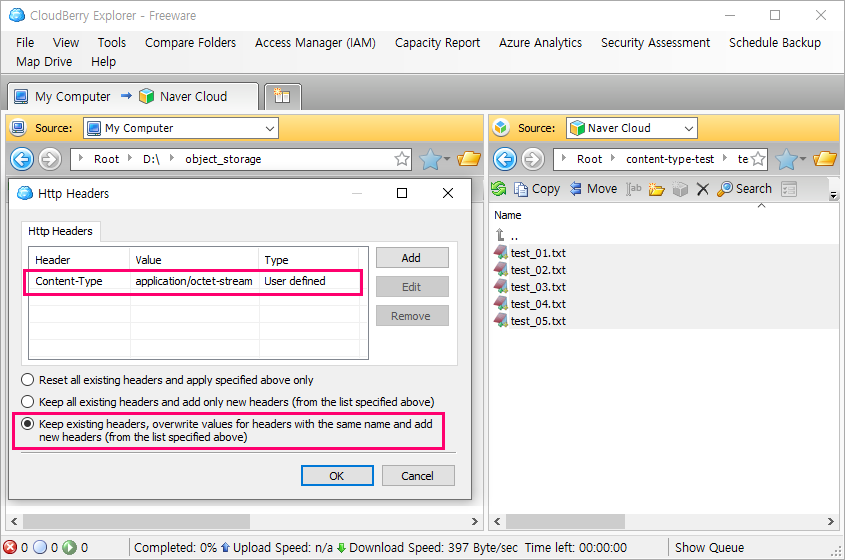 CloudBerry Explorer - Freeware
File View Tools Compare Folders Access Manager (IAM) Capacity Report Azure Analytics Security Assessment Schedule Backup
Map Drive Help
My Computer Naver Cloud
Source: My Computer
Root D:\ object_storage
Http Headers
Http Headers
Header Value Type
Content-Type application/octet-stream User defined
Add
Edit
Remove
Reset all existing headers and apply specified above only
Keep all existing headers and add only new headers (from the list specified above)
Keep existing headers, overwrite values for headers with the same name and add
new headers (from the list specified above)
OK Cancel
Source: Naver Cloud
Root content-type-test te
Copy Move ab Search
Name
..
test_01.txt
test_02.txt
test_03.txt
test_04.txt
test_05.txt
0 0 0 Completed: 0% Upload Speed: n/a Download Speed: 397 Byte/sec Time left: 00:00:00 Show Queue